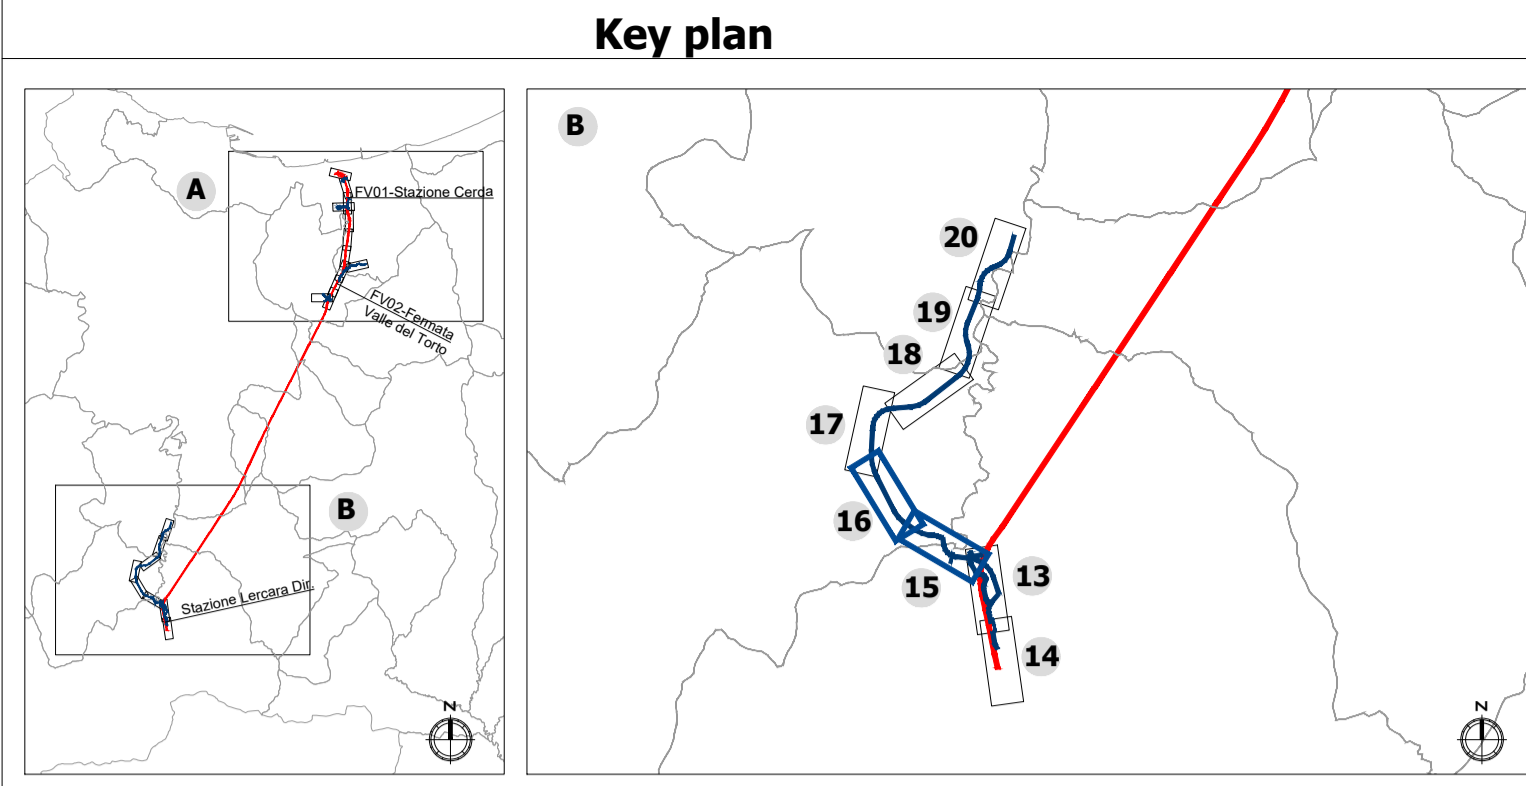 Key plan
A
FV01-Stazione Cerda
FV02-Fermata
Valle del Torto
B
Stazione Lercara Dir.
N
B
20
19
18
17
16
15
13
14
N